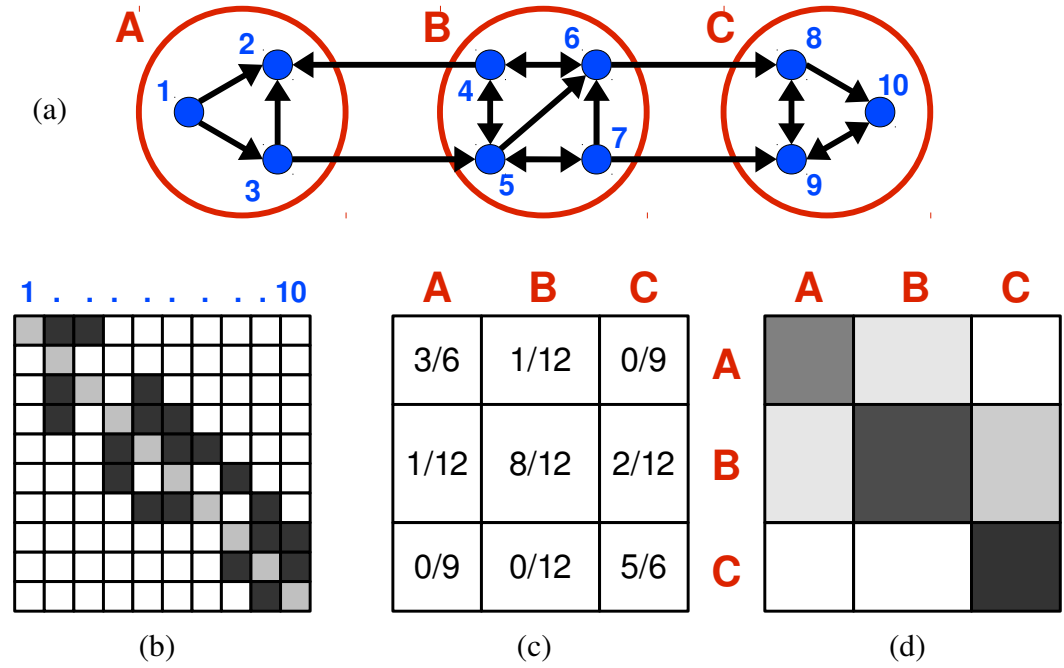 A B C
2 6 8
1 4 10
(a)
7
3 5 9
1 . . . . . . . . 10
A B C
A B C
3/6 1/12 0/9
A
A
1/12 8/12 2/12
B
B
0/9 0/12 5/6
C
C
(b) (c) (d)